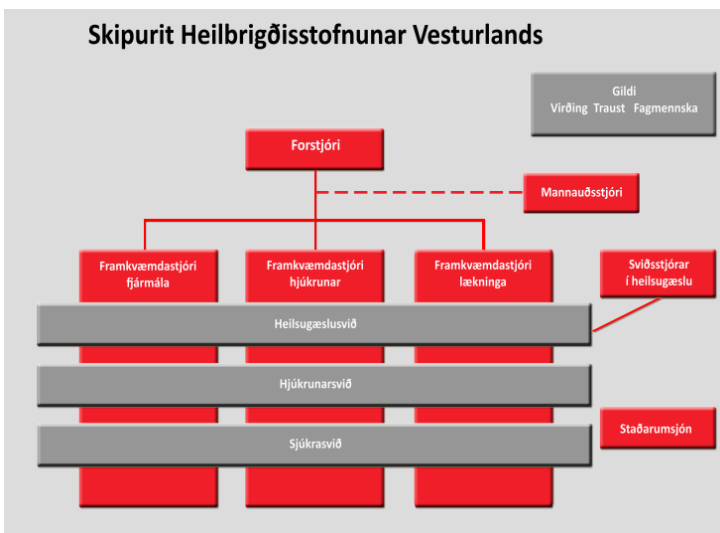 Skipurit Heilbrigðisstofnunar Vesturlands
Gildi
Virðing Traust Fagmennska
Forstjóri
Mannauðsstjóri
Framkvæmdastjóri
fjármála
Framkvæmdastjóri
hjúkrunar
Framkvæmdastjóri
lækninga
Sviðsstjórar
í heilsugæslu
Heilsugæslusvið
Hjúkrunarsvið
Staðarumsjón
Sjúkrasvið